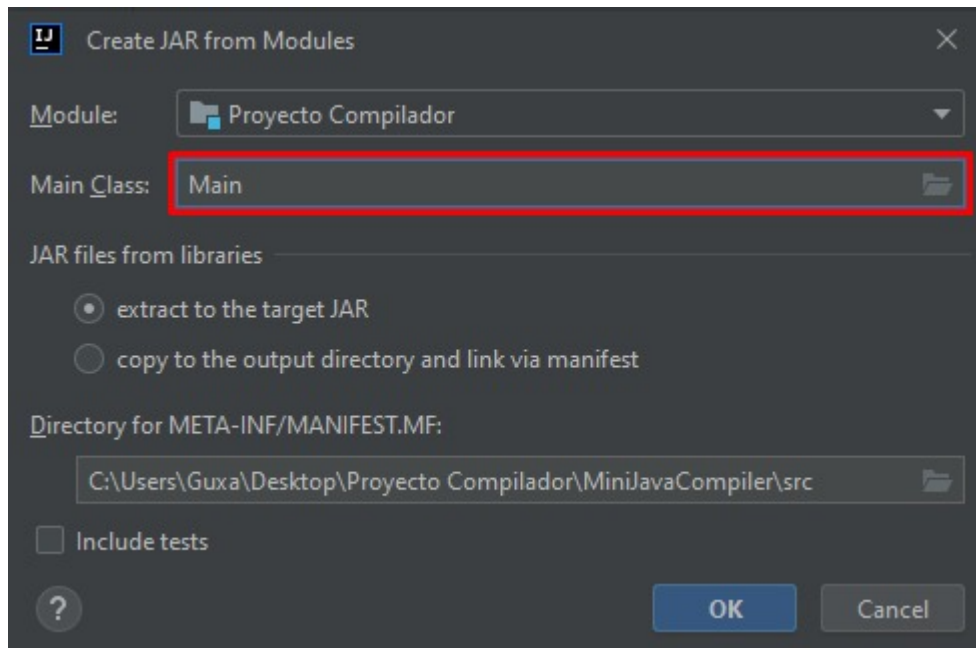 IJ
Create JAR from Modules
Module: Proyecto Compilador
Main Class: Main
JAR files from libraries
extract to the target JAR
copy to the output directory and link via manifest
Directory for META-INF/MANIFEST.MF:
C:\Users\Guxa\Desktop\Proyecto Compilador\MiniJavaCompiler\src
Include tests
? OK Cancel